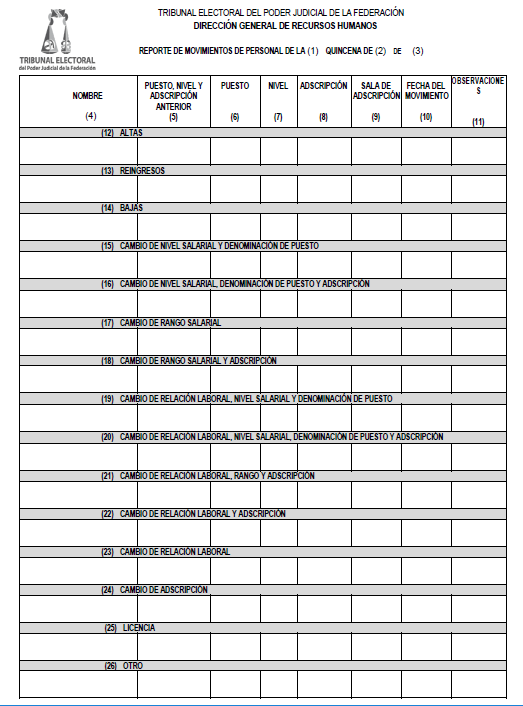 TRIBUNAL ELECTORAL DEL PODER JUDICIAL DE LA FEDERACIÓN
DIRECCIÓN GENERAL DE RECURSOS HUMANOS
REPORTE DE MOVIMIENTOS DE PERSONAL DE LA (1) QUINCENA DE (2) DE (3)
TRIBUNAL ELECTORAL
del Poder Judicial de la Federación
NOMBRE
(4)
PUESTO, NIVEL Y
ADSCRIPCIÓN
ANTERIOR
(5)
PUESTO
(6)
NIVEL
(7)
ADSCRIPCIÓN
(8)
SALA DE
ADSCRIPCIÓN
(9)
FECHA DEL
MOVIMIENTO
(10)
OBSERVACIONE
S
(11)
(12) ALTAS
(13) REINGRESOS
(14) BAJAS
(15) CAMBIO DE NIVEL SALARIAL Y DENOMINACIÓN DE PUESTO
(16) CAMBIO DE NIVEL SALARIAL, DENOMINACIÓN DE PUESTO Y ADSCRIPCIÓN
(17) CAMBIO DE RANGO SALARIAL
(18) CAMBIO DE RANGO SALARIAL Y ADSCRIPCIÓN
(19) CAMBIO DE RELACIÓN LABORAL, NIVEL SALARIAL Y DENOMINACIÓN DE PUESTO
(20) CAMBIO DE RELACIÓN LABORAL, NIVEL SALARIAL, DENOMINACIÓN DE PUESTO Y ADSCRIPCIÓN
(21) CAMBIO DE RELACIÓN LABORAL, RANGO Y ADSCRIPCIÓN
(22) CAMBIO DE RELACIÓN LABORAL Y ADSCRIPCIÓN
(23) CAMBIO DE RELACIÓN LABORAL
(24) CAMBIO DE ADSCRIPCIÓN
(25) LICENCIA
(26) OTRO